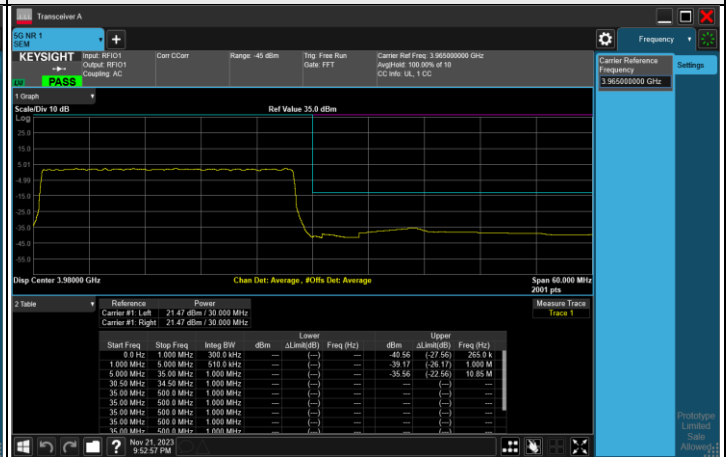 Transceiver A
5G NR 1
SEM
Frequency
KEYSIGHT
PASS
Input: RFIO1
Output: RFIO1
Coupling: AC
Corr CCorr
Range: -45 dBm
Trig: Free Run
Gate: FFT
Carrier Ref Freq: 3.965000000 GHz
Avg|Hold: 100.00% of 10
CC Info: UL, 1 CC
Carrier Reference
Frequency
3.965000000 GHz
Settings
1 Graph
Scale/Div 10 dB
Ref Value 35.0 dBm
Log
25.0
15.0
5.01
-4.99
-15.0
-25.0
-35.0
-45.0
-55.0
Disp Center 3.98000 GHz
Chan Det: Average, #Offs Det: Average
Span 60.000 MHz
2001 pts
2 Table
Reference Power
Carrier #1: Left 21.47 dBm / 30.000 MHz
Carrier #1: Right 21.47 dBm / 30.000 MHz
Measure Trace
Trace 1
Lower Upper
Start Freq Stop Freq Integ BW dBm ΔLimit(dB) Freq (Hz) dBm ΔLimit(dB) Freq (Hz)
0.0 Hz 1.000 MHz 300.0 kHz --- (---) --- -40.56 (-27.56) 265.0 k
1.000 MHz 5.000 MHz 510.0 kHz --- (---) --- -39.17 (-26.17) 1.000 M
5.000 MHz 35.00 MHz 1.000 MHz --- (---) --- -35.56 (-22.56) 10.85 M
30.50 MHz 34.50 MHz 1.000 MHz --- (---) --- --- (---) ---
35.00 MHz 500.0 MHz 1.000 MHz --- (---) --- --- (---) ---
35.00 MHz 500.0 MHz 1.000 MHz --- (---) --- --- (---) ---
35.00 MHz 500.0 MHz 1.000 MHz --- (---) --- --- (---) ---
35.00 MHz 500.0 MHz 1.000 MHz --- (---) --- --- (---) ---
35.00 MHz 500.0 MHz 1.000 MHz --- (---) --- --- (---) ---
Nov 21, 2023
9:52:57 PM
Prototype
Limited
Sale
Allowed